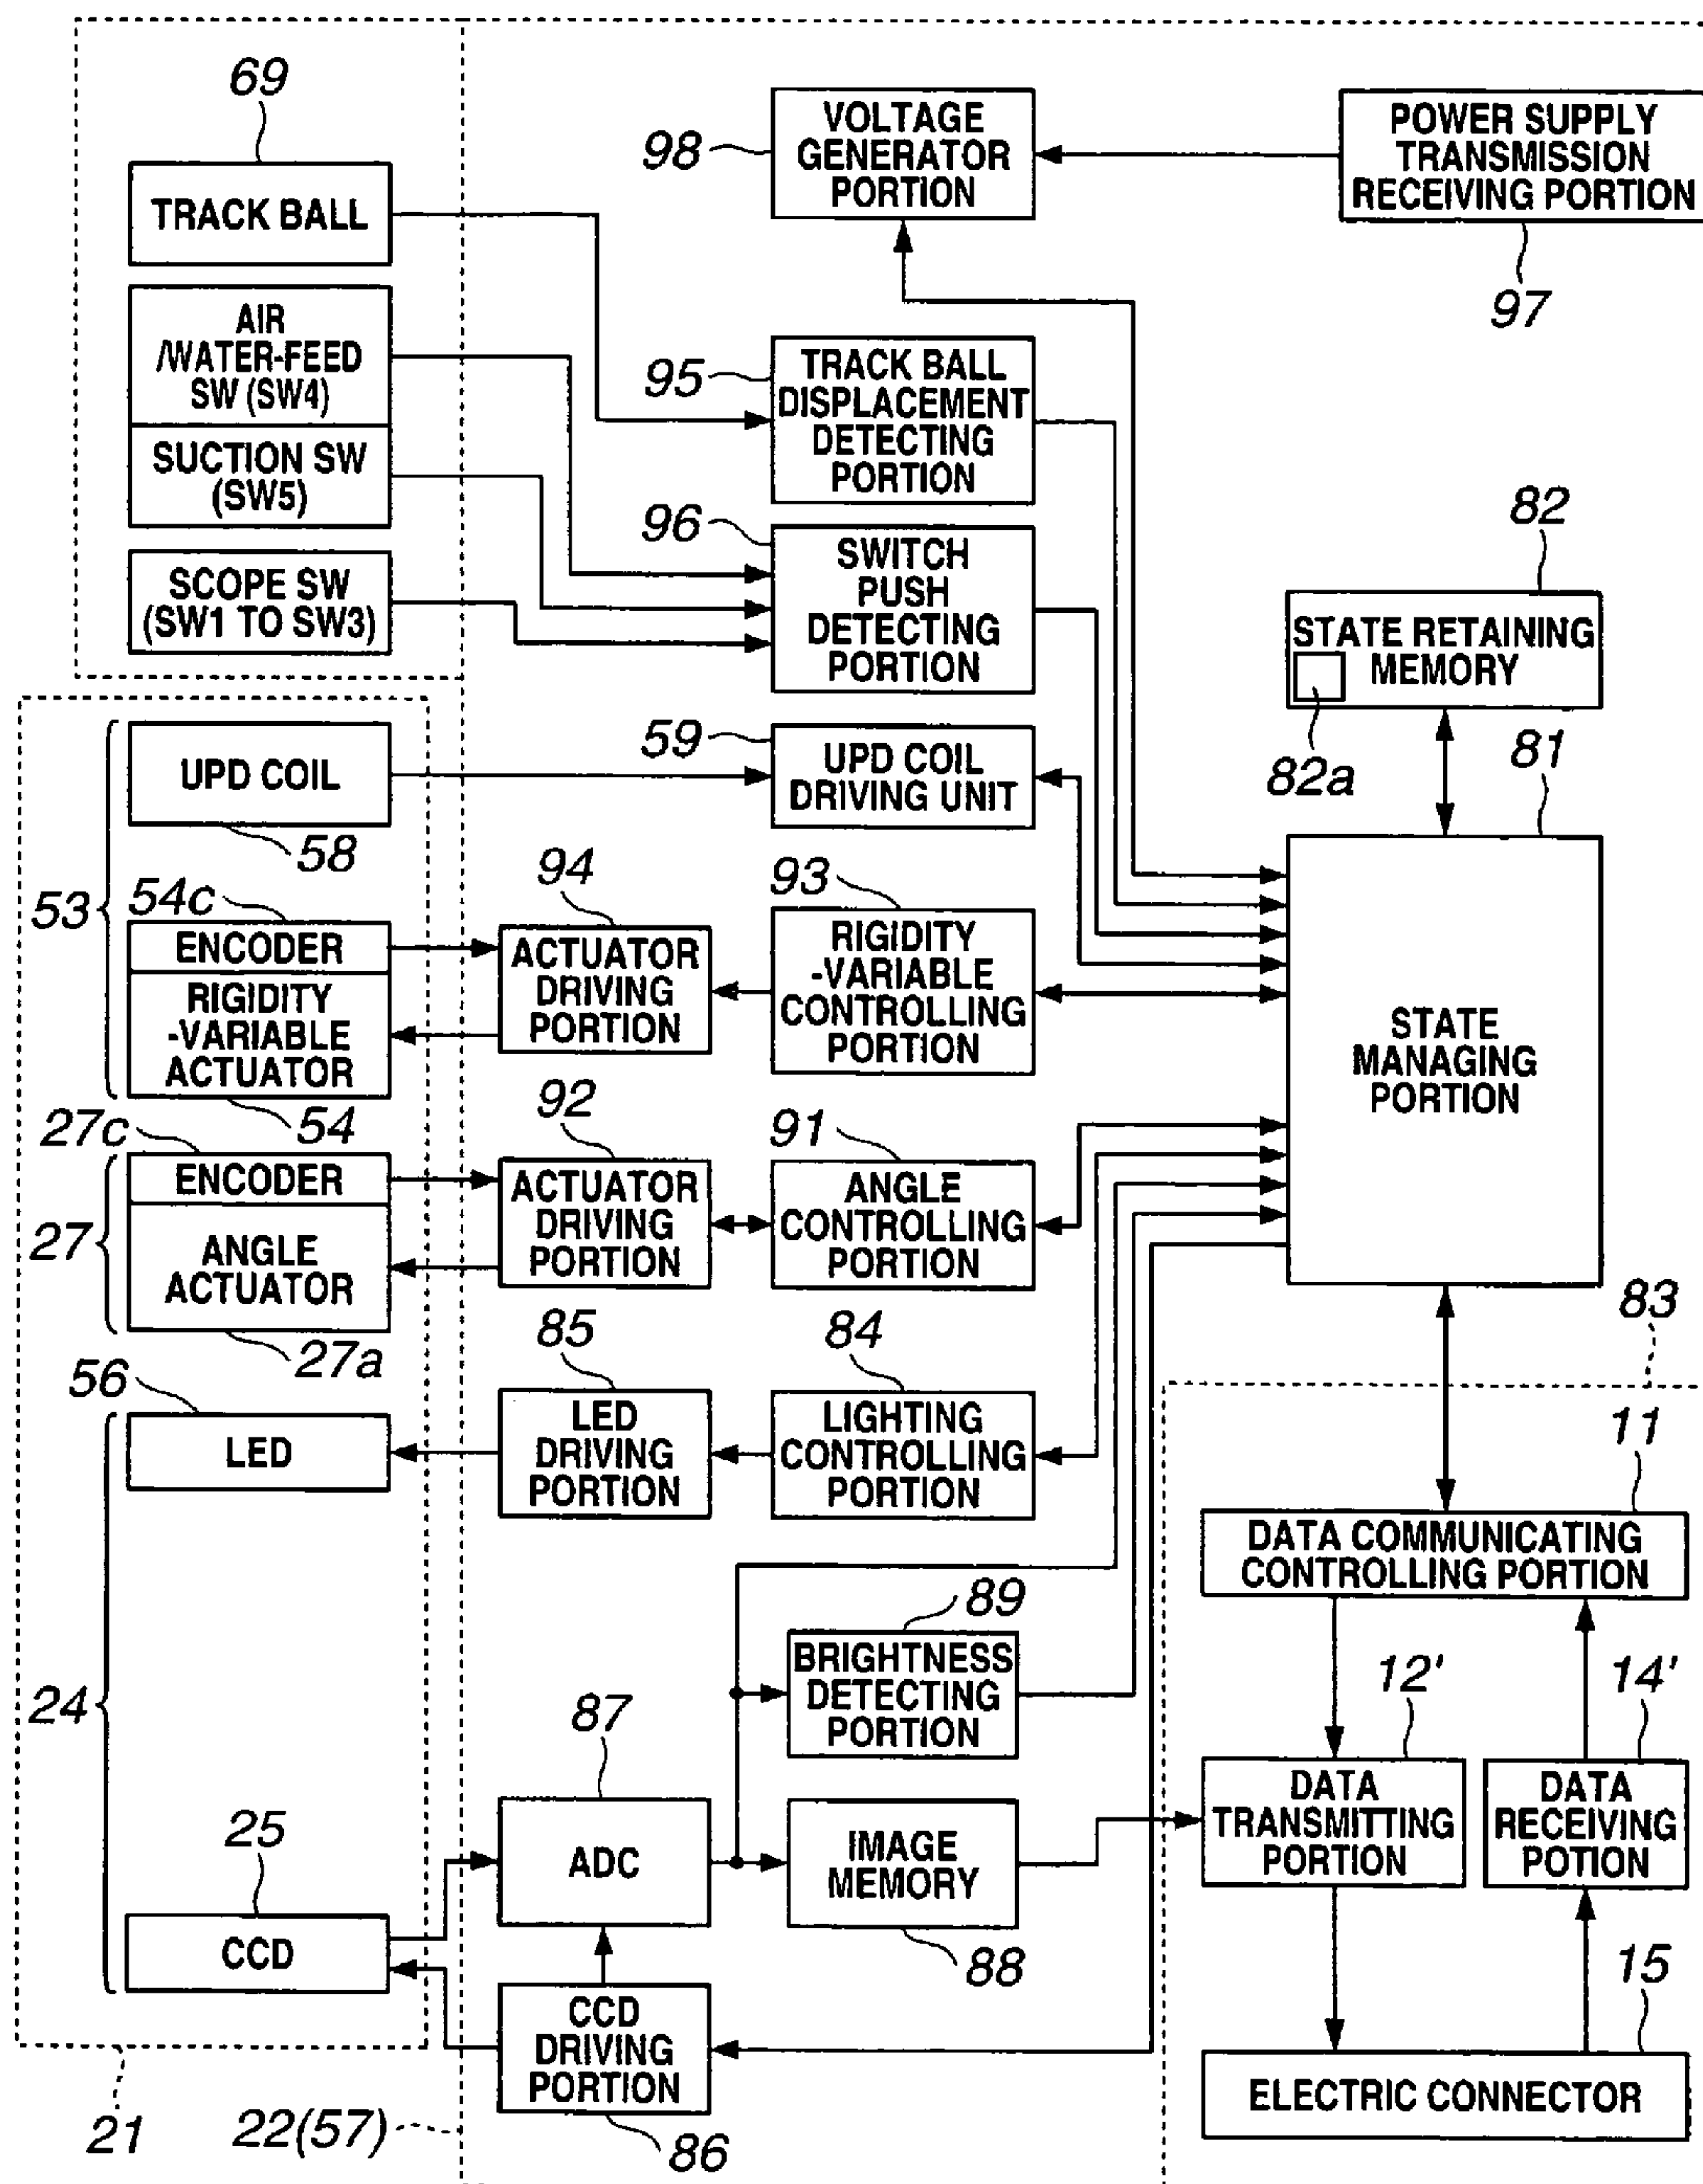 69
TRACK BALL
AIR
/WATER-FEED
SW (SW4)
SUCTION SW
(SW5)
SCOPE SW
(SW1 TO SW3)
98
VOLTAGE
GENERATOR
PORTION
POWER SUPPLY
TRANSMISSION
RECEIVING PORTION
97
95
TRACK BALL
DISPLACEMENT
DETECTING
PORTION
96
SWITCH
PUSH
DETECTING
PORTION
82
STATE RETAINING
MEMORY
82a
81
STATE
MANAGING
PORTION
53
UPD COIL
58
59
UPD COIL
DRIVING UNIT
54c
ENCODER
RIGIDITY
-VARIABLE
ACTUATOR
54
94
ACTUATOR
DRIVING
PORTION
93
RIGIDITY
-VARIABLE
CONTROLLING
PORTION
27c
27
ENCODER
ANGLE
ACTUATOR
27a
92
ACTUATOR
DRIVING
PORTION
91
ANGLE
CONTROLLING
PORTION
83
56
24
LED
85
LED
DRIVING
PORTION
84
LIGHTING
CONTROLLING
PORTION
11
DATA COMMUNICATING
CONTROLLING PORTION
89
BRIGHTNESS
DETECTING
PORTION
12'
DATA
TRANSMITTING
PORTION
14'
DATA
RECEIVING
POTION
87
ADC
IMAGE
MEMORY
88
25
CCD
CCD
DRIVING
PORTION
86
15
ELECTRIC CONNECTOR
21
22(57)